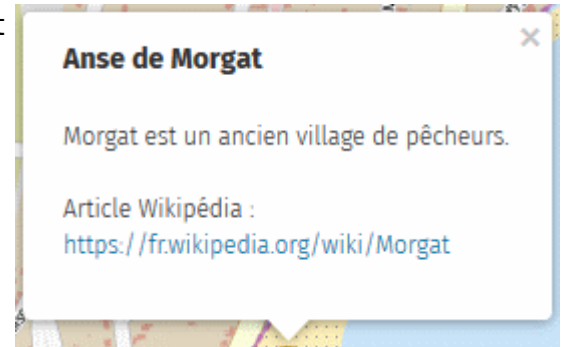 Anse de Morgat
×
Morgat est un ancien village de pêcheurs.
Article Wikipédia :
https://fr.wikipedia.org/wiki/Morgat